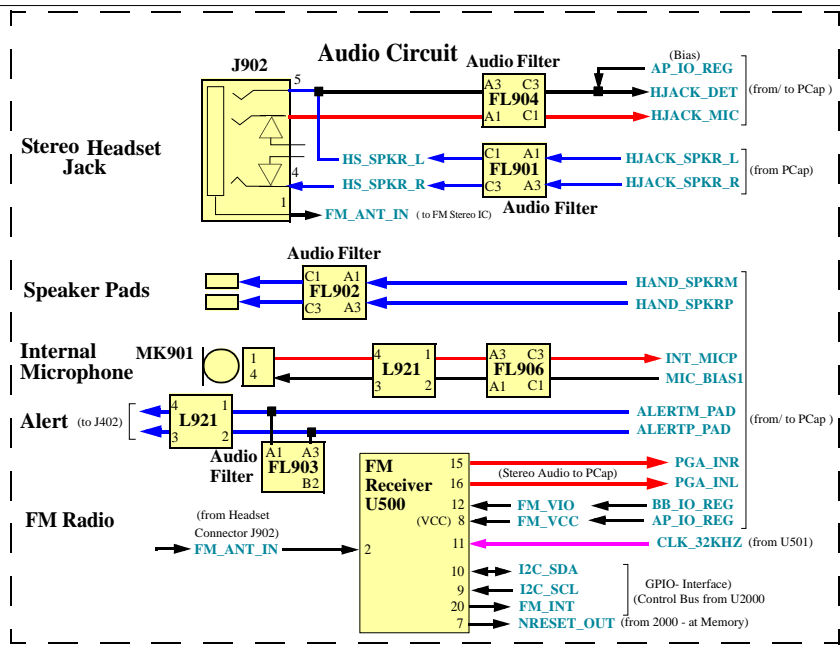 Audio Circuit
J902
5
4
1
Stereo Headset
Jack
Audio Filter
A3 C3
FL904
A1 C1
(Bias)
AP_IO_REG
HJACK_DET
HJACK_MIC
(from/ to PCap )
HS_SPKR_L
HS_SPKR_R
C1 A1
FL901
C3 A3
Audio Filter
HJACK_SPKR_L
HJACK_SPKR_R
(from PCap)
FM_ANT_IN ( to FM Stereo IC)
Audio Filter
Speaker Pads
C1 A1
FL902
C3 A3
HAND_SPKRM
HAND_SPKRP
Internal
Microphone
MK901
1
4
4 1
L921
3 2
A3 C3
FL906
A1 C1
INT_MICP
MIC_BIAS1
Alert (to J402)
4 1
L921
3 2
ALERTM_PAD
ALERTP_PAD
(from/ to PCap )
Audio
Filter
A1 A3
FL903
B2
FM
Receiver
U500
15
16
(Stereo Audio to PCap)
PGA_INR
PGA_INL
12 FM_VIO BB_IO_REG
(VCC) 8 FM_VCC AP_IO_REG
FM Radio
(from Headset
Connector J902)
FM_ANT_IN
2
11
CLK_32KHZ (from U501)
10 I2C_SDA
9 I2C_SCL
20 FM_INT
GPIO- Interface)
(Control Bus from U2000
7 NRESET_OUT (from 2000 - at Memory)